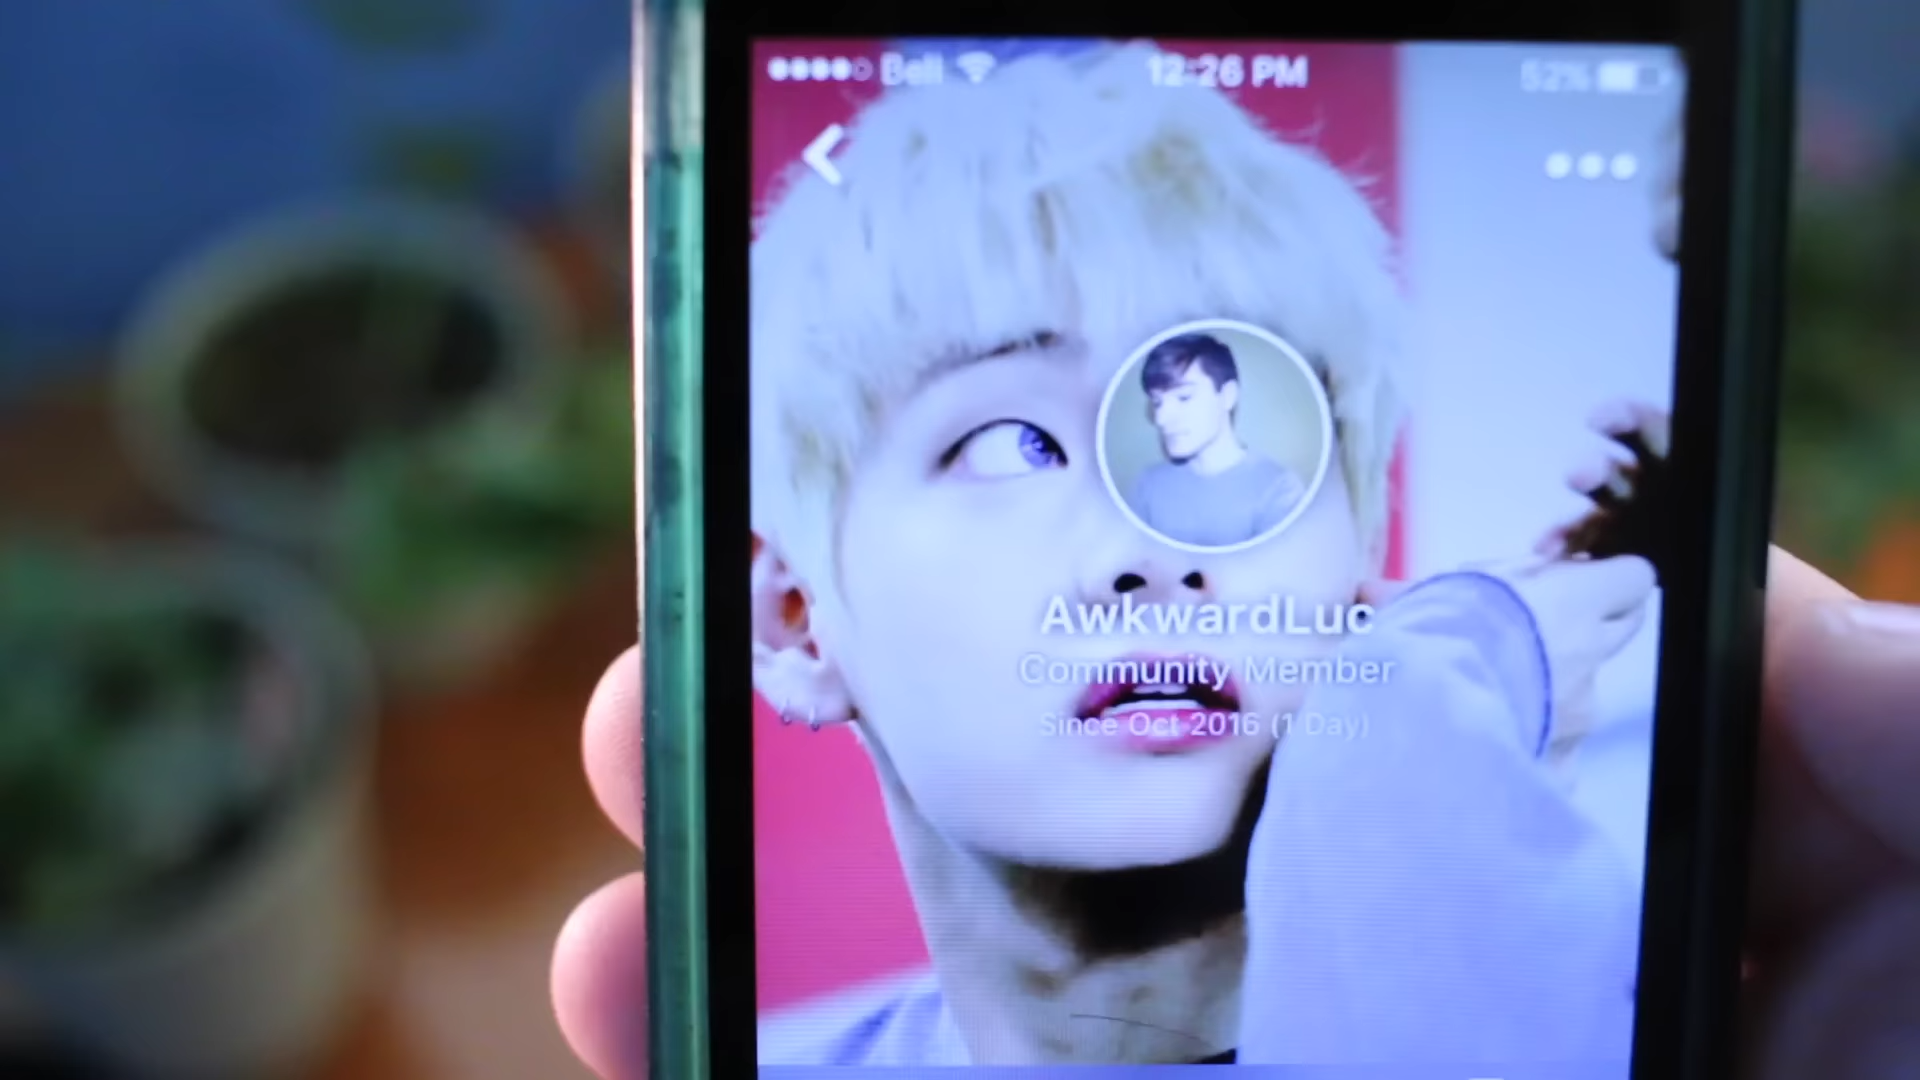 Bell 12:26 PM 52%
AwkwardLuc
Community Member
Since Oct 2016 (1 Day)